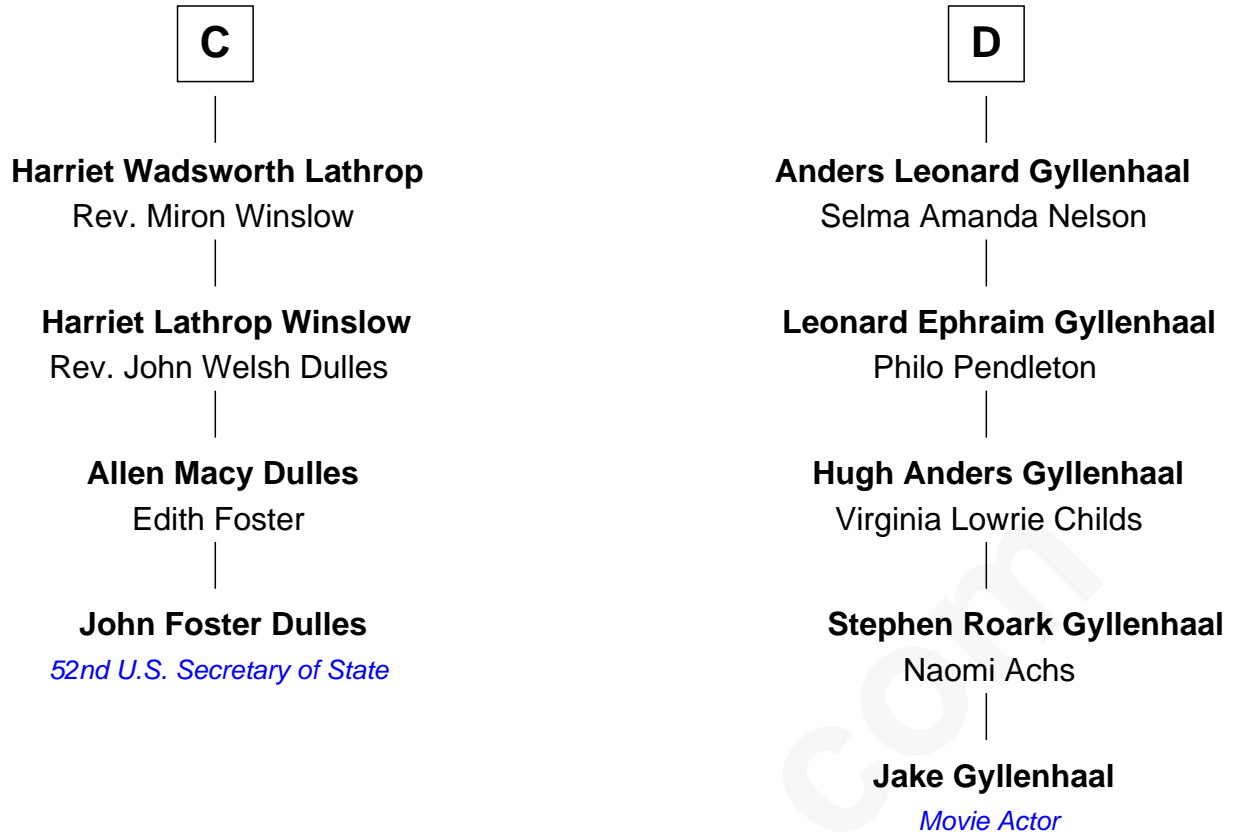 C
Harriet Wadsworth Lathrop
Rev. Miron Winslow
Harriet Lathrop Winslow
Rev. John Welsh Dulles
Allen Macy Dulles
Edith Foster
John Foster Dulles
52nd U.S. Secretary of State
D
Anders Leonard Gyllenhaal
Selma Amanda Nelson
Leonard Ephraim Gyllenhaal
Philo Pendleton
Hugh Anders Gyllenhaal
Virginia Lowrie Childs
Stephen Roark Gyllenhaal
Naomi Achs
Jake Gyllenhaal
Movie Actor
com